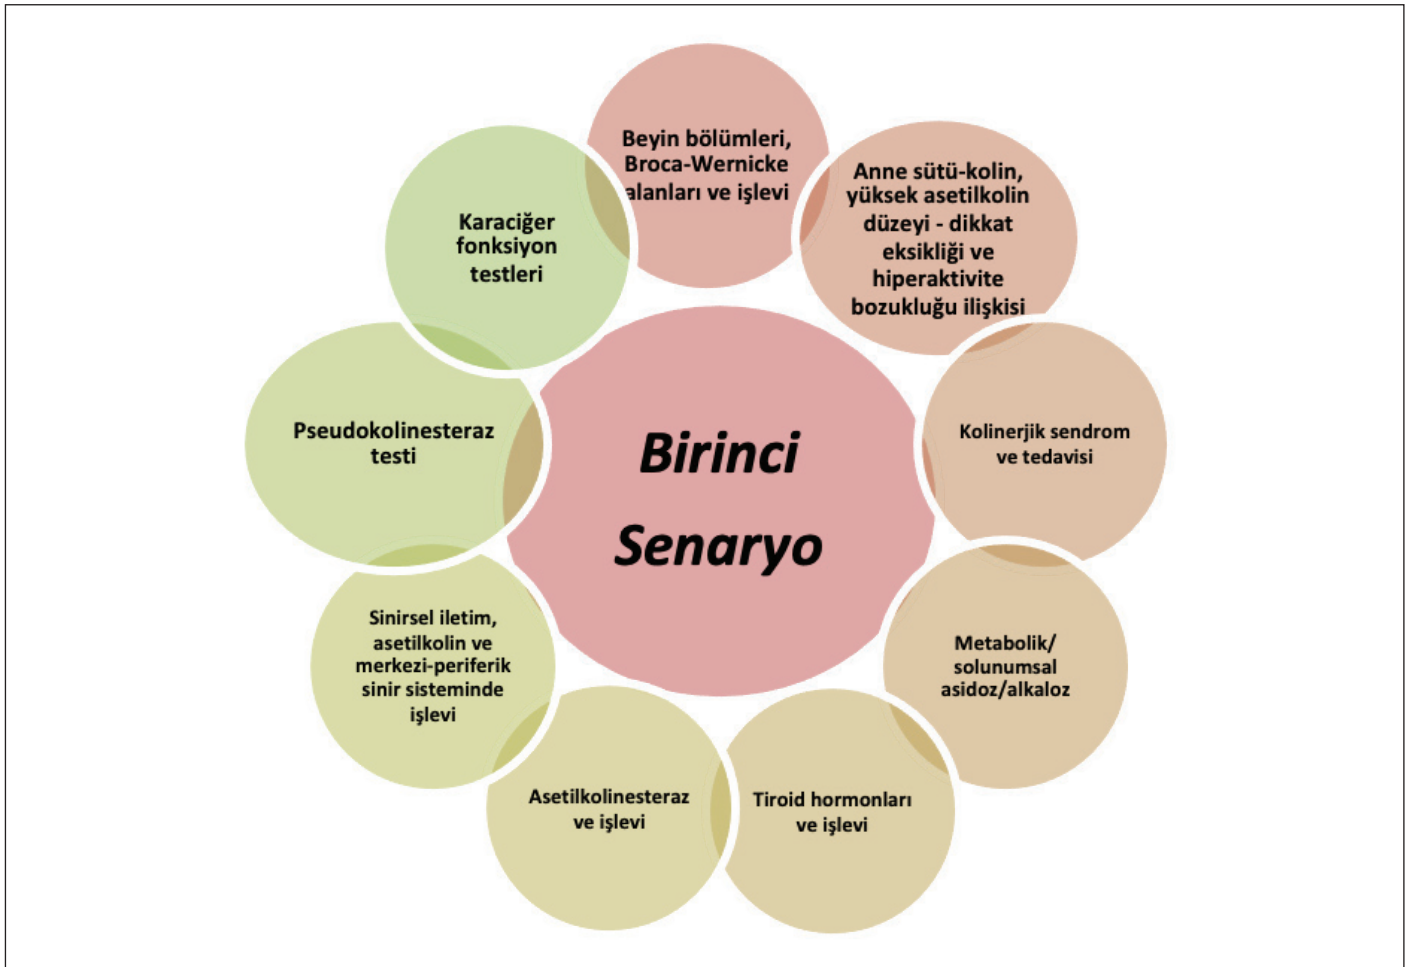 Beyin bölümleri,
Broca-Wernicke
alanları ve işlevi
Anne sütü-kolin,
yüksek asetilkolin
düzeyi - dikkat
eksikliği ve
hiperaktivite
bozukluğu ilişkisi
Kolinerjik sendrom
ve tedavisi
Metabolik/
solunumsal
asidoz/alkaloz
Tiroid hormonları
ve işlevi
Asetilkolinesteraz
ve işlevi
Sinirsel iletim,
asetilkolin ve
merkezi-periferik
sinir sisteminde
işlevi
Pseudokolinesteraz
testi
Karaciğer
fonksiyon
testleri
Birinci
Senaryo